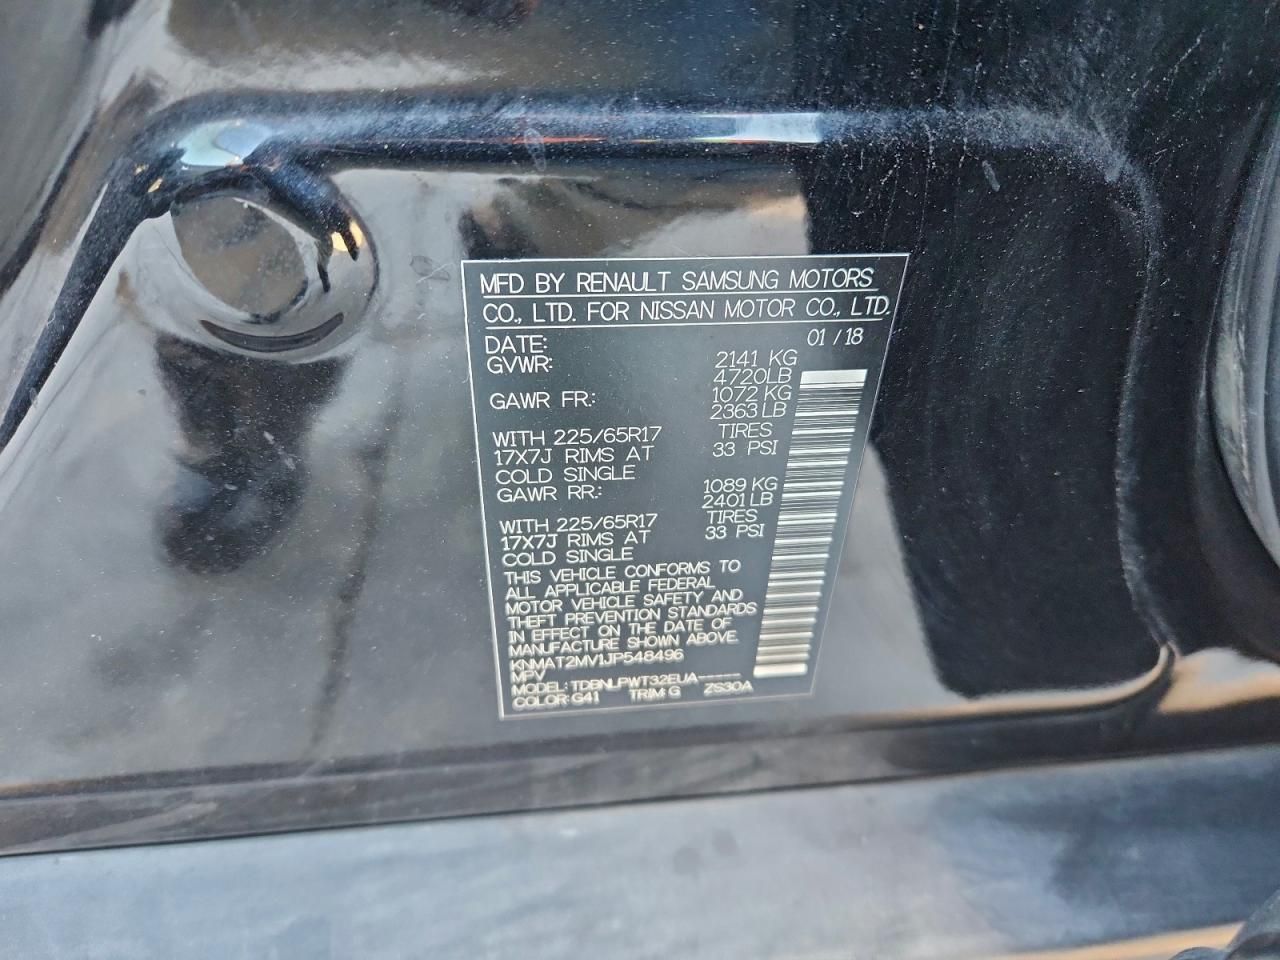 MFD BY RENAULT SAMSUNG MOTORS
CO., LTD. FOR NISSAN MOTOR CO., LTD.
DATE: 01 / 18
GVWR: 2141 KG
4720LB
GAWR FR.: 1072 KG
2363 LB
WITH 225/65R17 TIRES
17X7J RIMS AT 33 PSI
COLD SINGLE
GAWR RR.: 1089 KG
2401 LB
WITH 225/65R17 TIRES
17X7J RIMS AT 33 PSI
COLD SINGLE
THIS VEHICLE CONFORMS TO
ALL APPLICABLE FEDERAL
MOTOR VEHICLE SAFETY AND
THEFT PREVENTION STANDARDS
IN EFFECT ON THE DATE OF
MANUFACTURE SHOWN ABOVE.
KNMAT2MV1JP548496
MPV
MODEL: TDBNLPWT32EUA-----
COLOR: G41 TRIM: G ZS30A